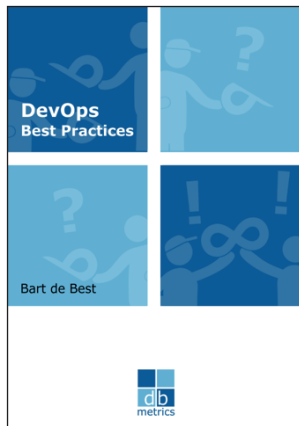 ?
DevOps
Best Practices
?
! !
Bart de Best
db
metrics